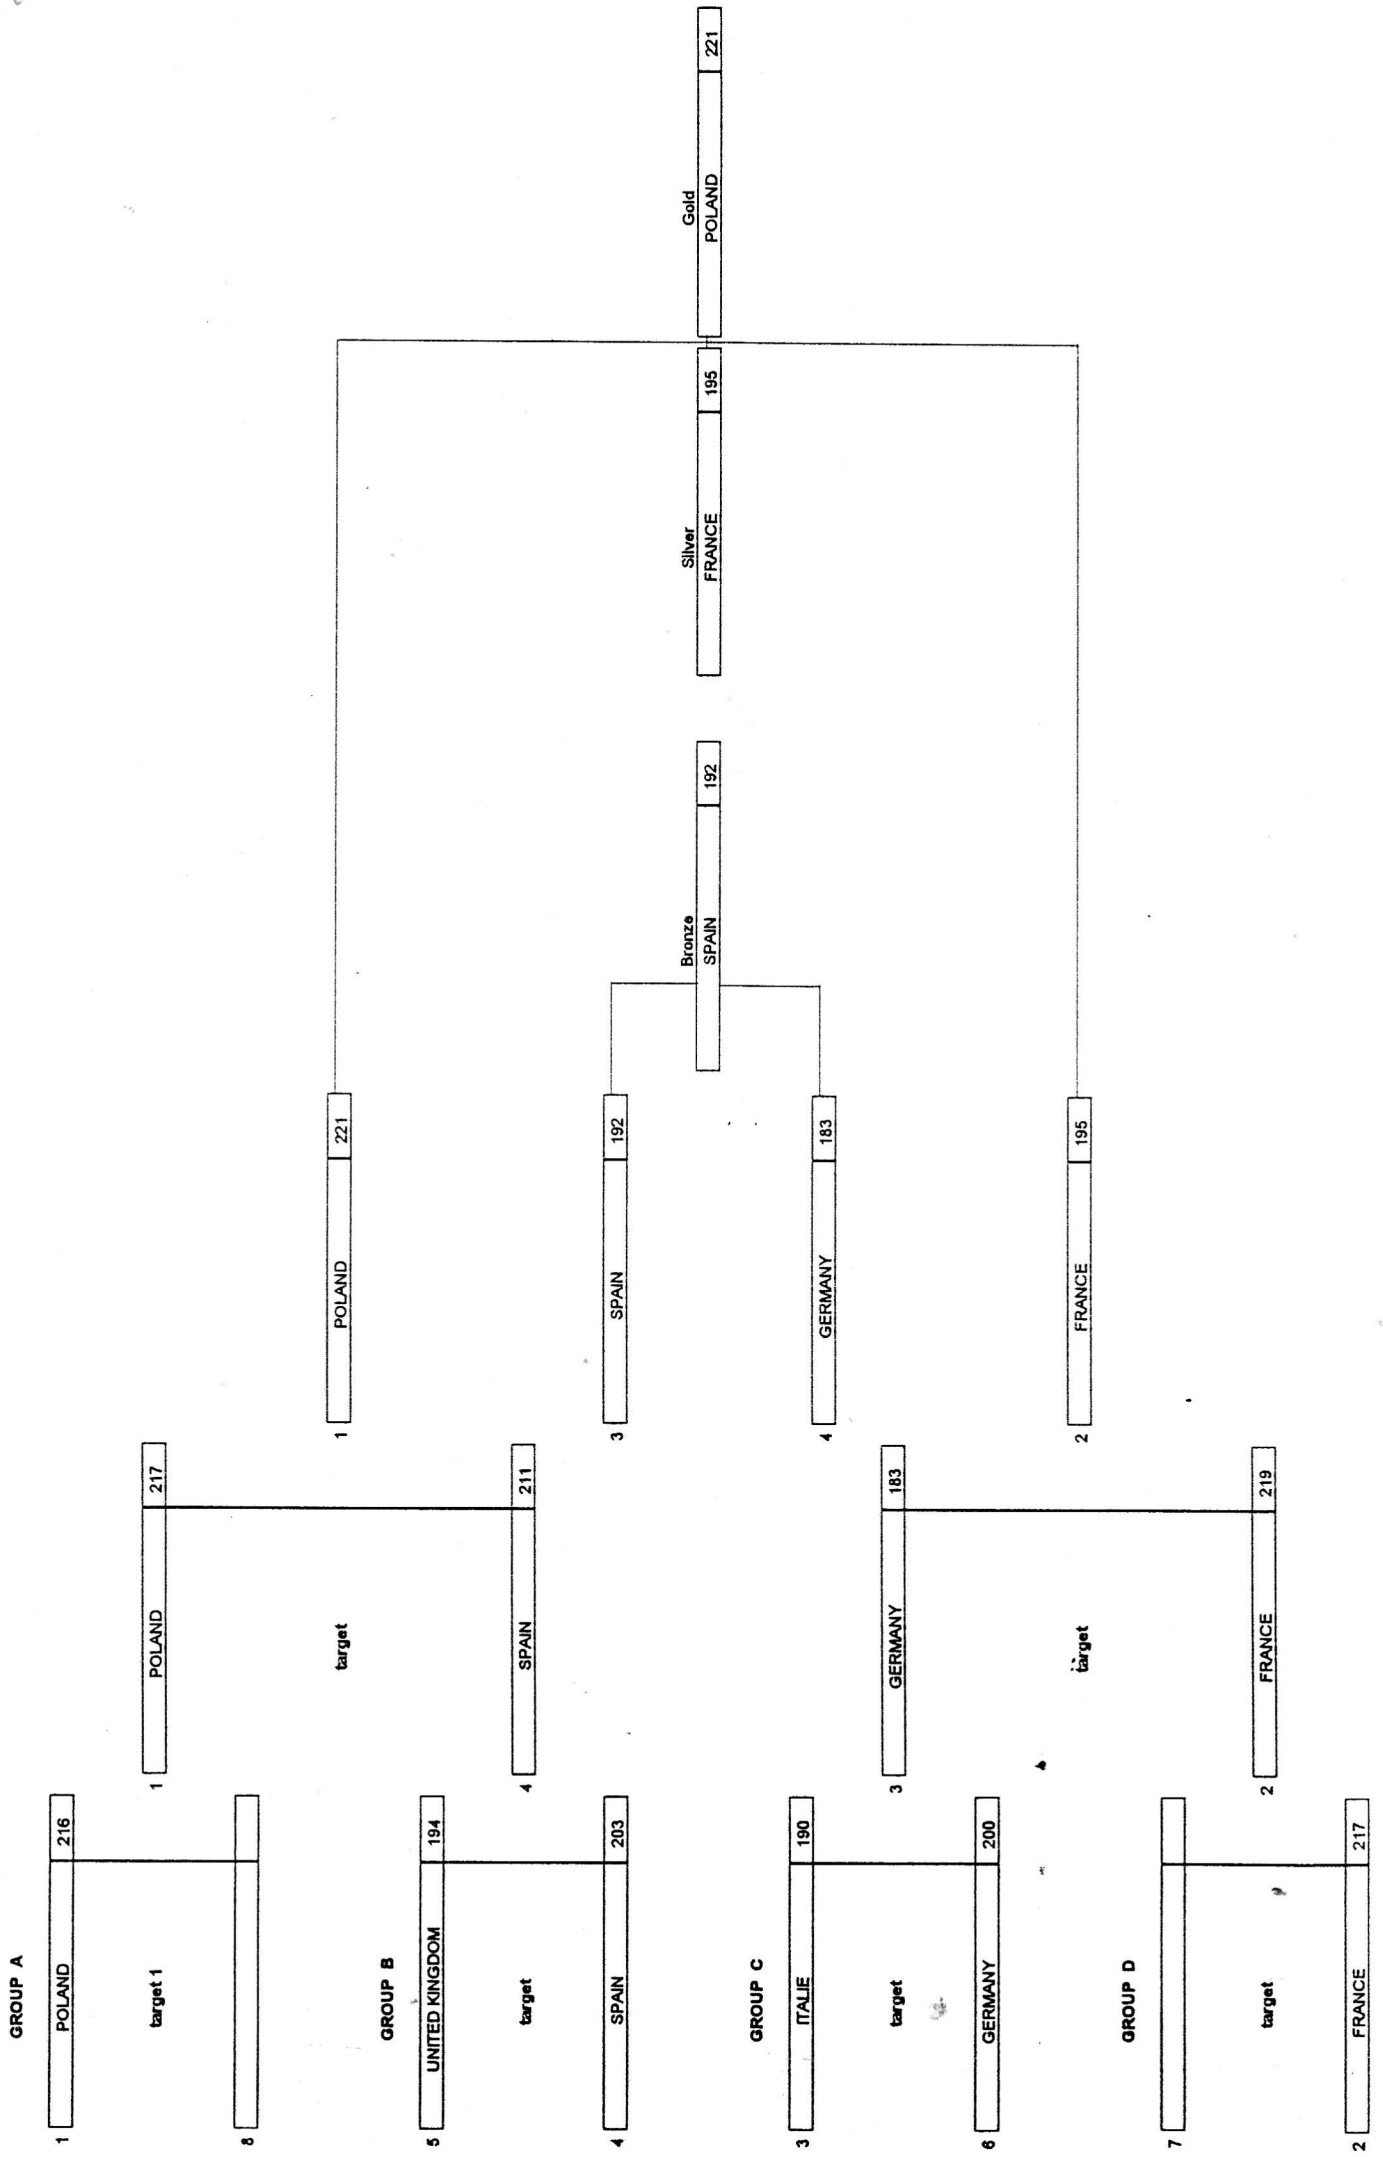 GROUP A
1 POLAND 216
target 1
8
GROUP B
5 UNITED KINGDOM 194
target
4 SPAIN 203
GROUP C
3 ITALIE 190
target
6 GERMANY 200
GROUP D
7
target
2 FRANCE 217
1 POLAND 217
target
4 SPAIN 211
3 GERMANY 183
target
2 FRANCE 219
1 POLAND 221
3 SPAIN 192
4 GERMANY 183
2 FRANCE 195
Bronze
SPAIN 192
Silver
FRANCE 195
Gold
POLAND 221